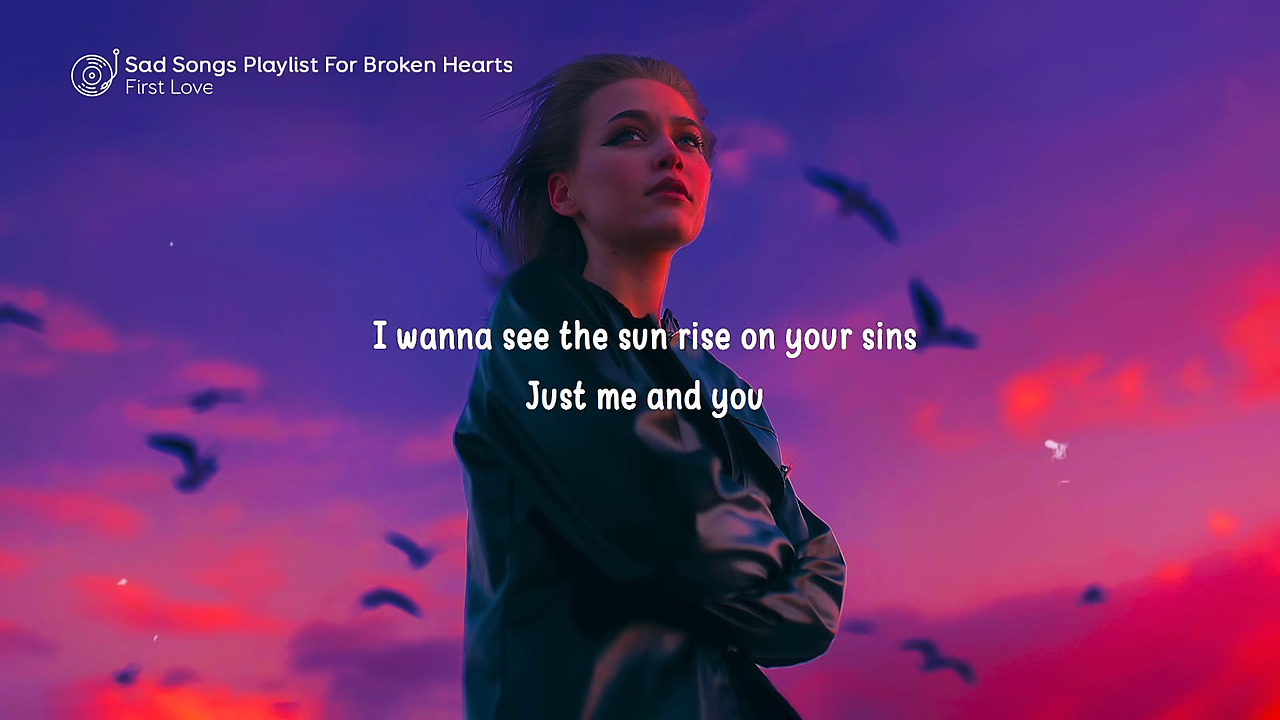 Sad Songs Playlist For Broken Hearts
First Love
I wanna see the sun rise on your sins
Just me and you